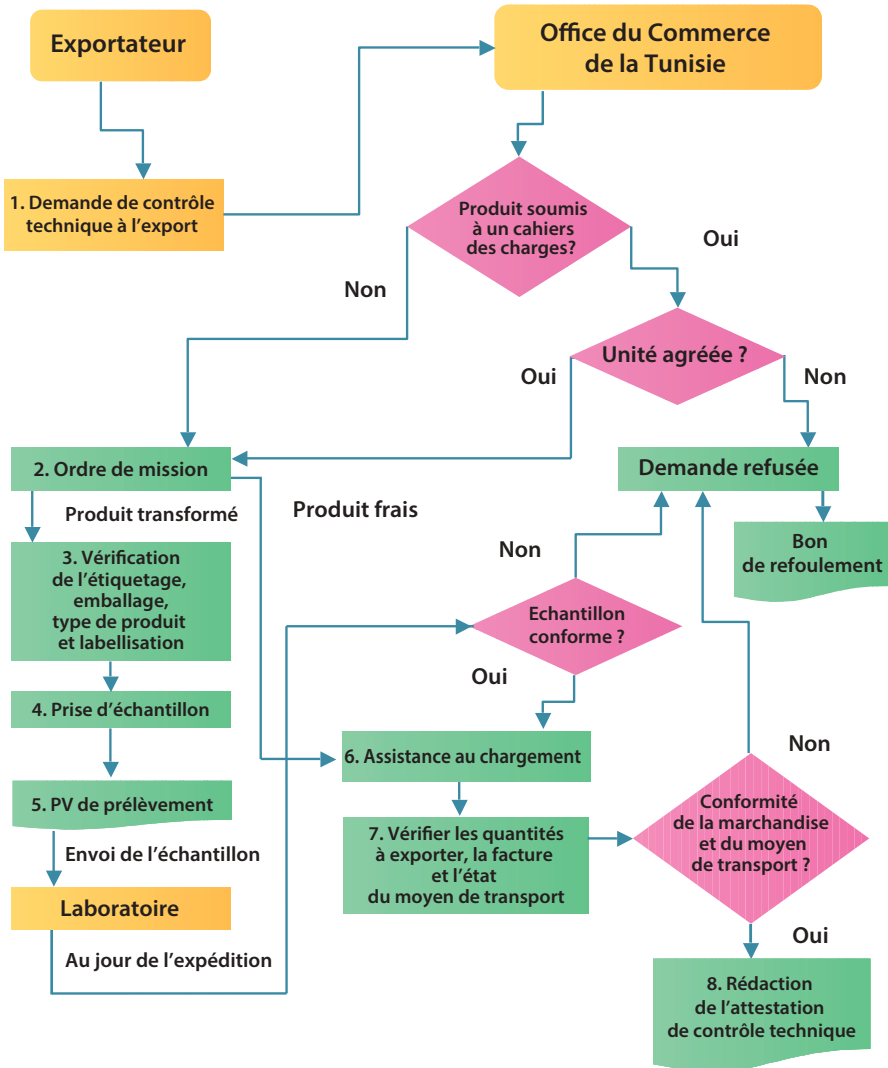 Exportateur
Office du Commerce
de la Tunisie
1. Demande de contrôle
technique à l'export
Produit soumis
à un cahiers
des charges?
Oui
Non
Unité agréée ?
Oui
Non
2. Ordre de mission
Demande refusée
Produit transformé
Produit frais
Bon
de refoulement
Non
3. Vérification
de l'étiquetage,
emballage,
type de produit
et labellisation
Echantillon
conforme ?
Oui
4. Prise d'échantillon
6. Assistance au chargement
Non
5. PV de prélèvement
7. Vérifier les quantités
à exporter, la facture
et l'état
du moyen de transport
Conformité
de la marchandise
et du moyen
de transport ?
Envoi de l'échantillon
Laboratoire
Au jour de l'expédition
Oui
8. Rédaction
de l'attestation
de contrôle technique